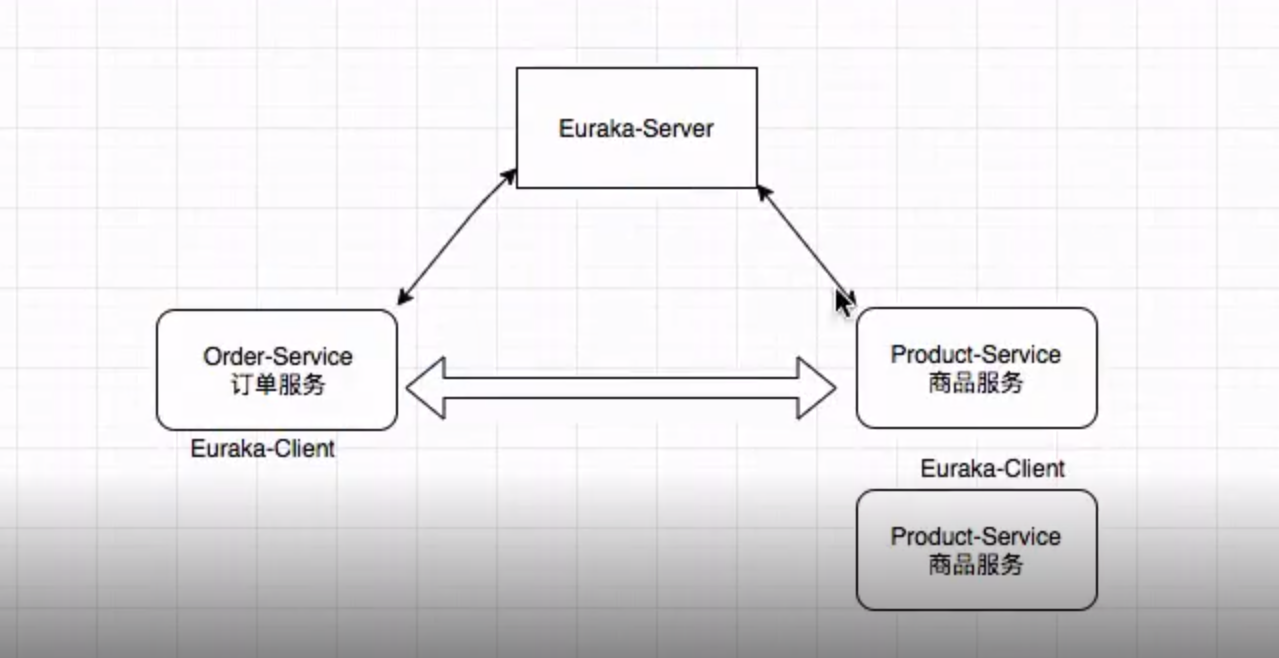 Euraka-Server
Order-Service
订单服务
Euraka-Client
Product-Service
商品服务
Euraka-Client
Product-Service
商品服务